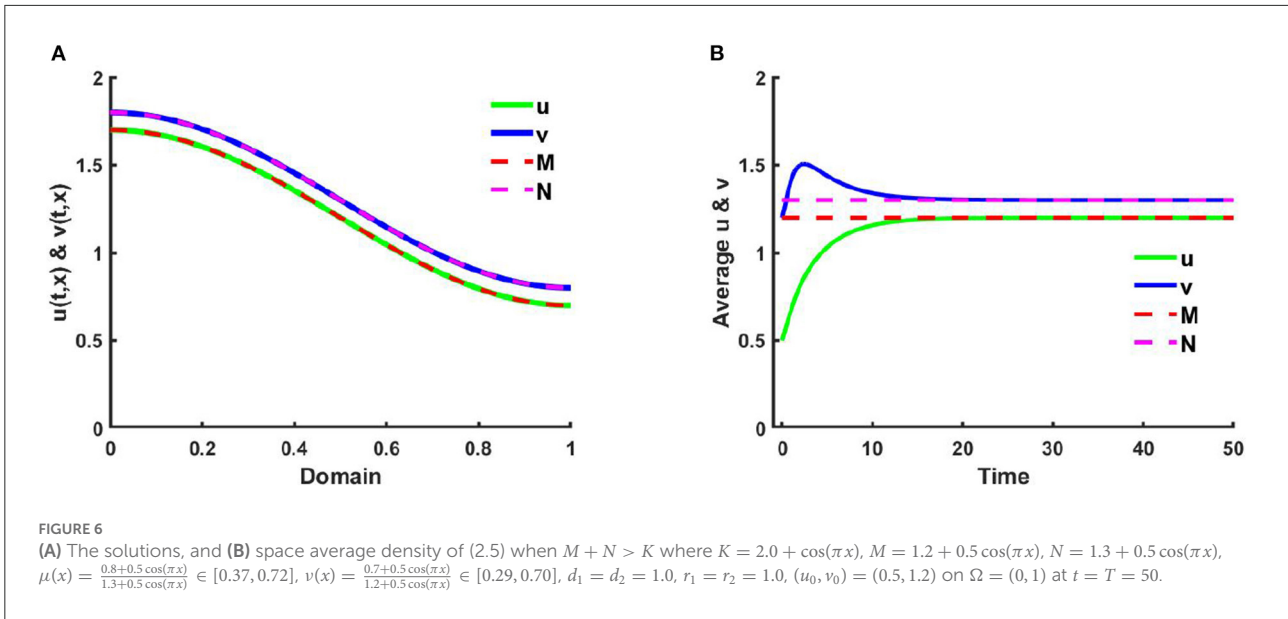 A
B
2
1.5
1
0.5
0
u(t,x) & v(t,x)
0
0.2
0.4
0.6
0.8
1
Domain
u
v
M
N
2
1.5
1
0.5
0
Average u & v
0
10
20
30
40
50
Time
u
v
M
N
FIGURE 6
(A) The solutions, and (B) space average density of (2.5) when M + N > K where K = 2.0 + cos(πx), M = 1.2 + 0.5 cos(πx), N = 1.3 + 0.5 cos(πx),
μ(x) = \frac{0.8+0.5 cos(πx)}{1.3+0.5 cos(πx)} ∈ [0.37, 0.72], ν(x) = \frac{0.7+0.5 cos(πx)}{1.2+0.5 cos(πx)} ∈ [0.29, 0.70], d₁ = d₂ = 1.0, r₁ = r₂ = 1.0, (u₀, v₀) = (0.5, 1.2) on Ω = (0, 1) at t = T = 50.